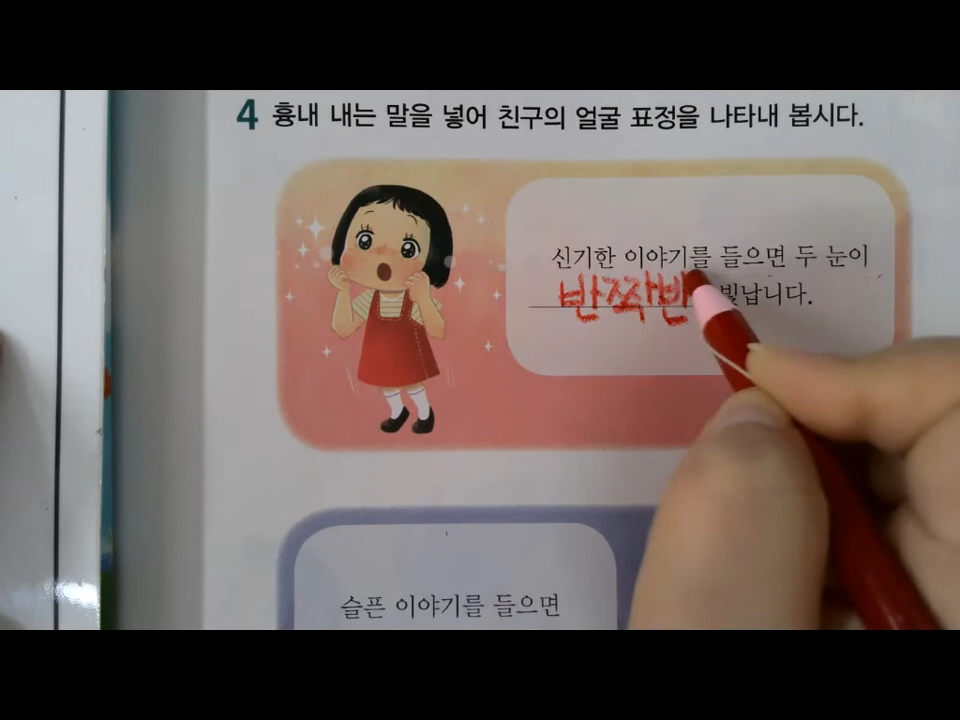 4 흉내 내는 말을 넣어 친구의 얼굴 표정을 나타내 봅시다.
신기한 이야기를 들으면 두 눈이
반짝반 빛납니다.
슬픈 이야기를 들으면